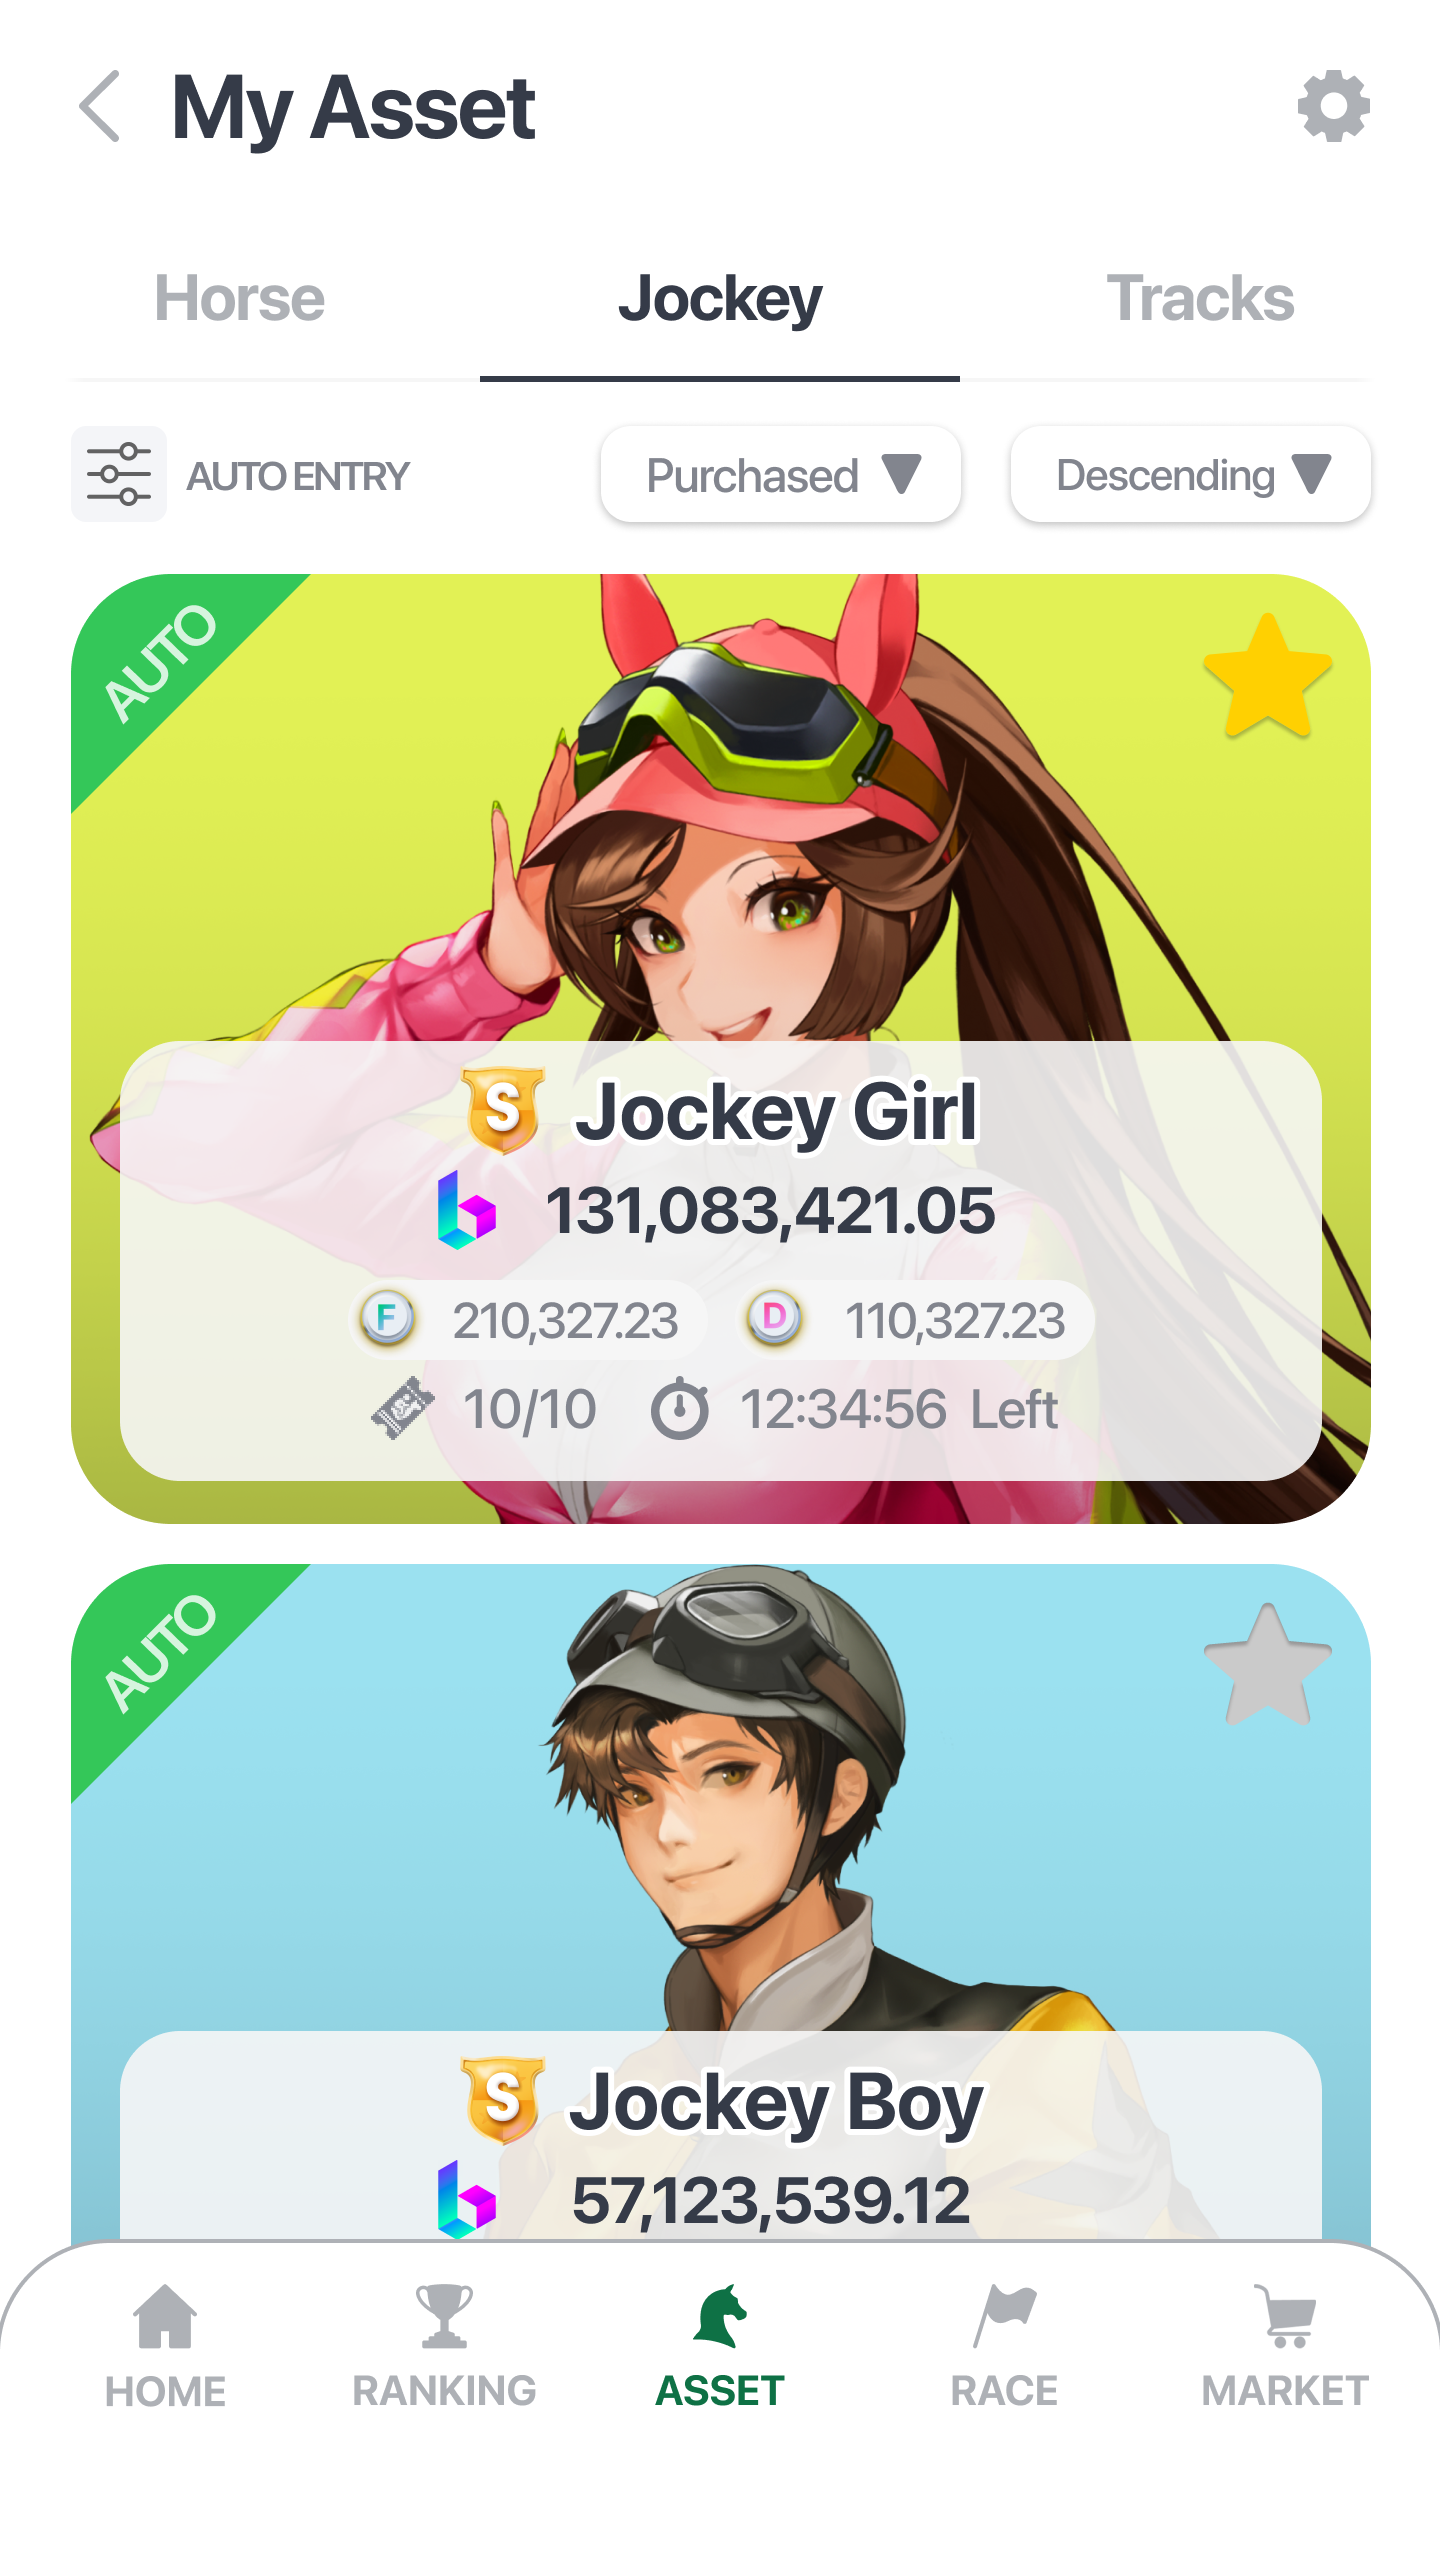 My Asset
Horse Jockey Tracks
AUTO ENTRY Purchased Descending
AUTO
S Jockey Girl
131,083,421.05
F 210,327.23 D 110,327.23
10/10 12:34:56 Left
AUTO
S Jockey Boy
57,123,539.12
HOME RANKING ASSET RACE MARKET